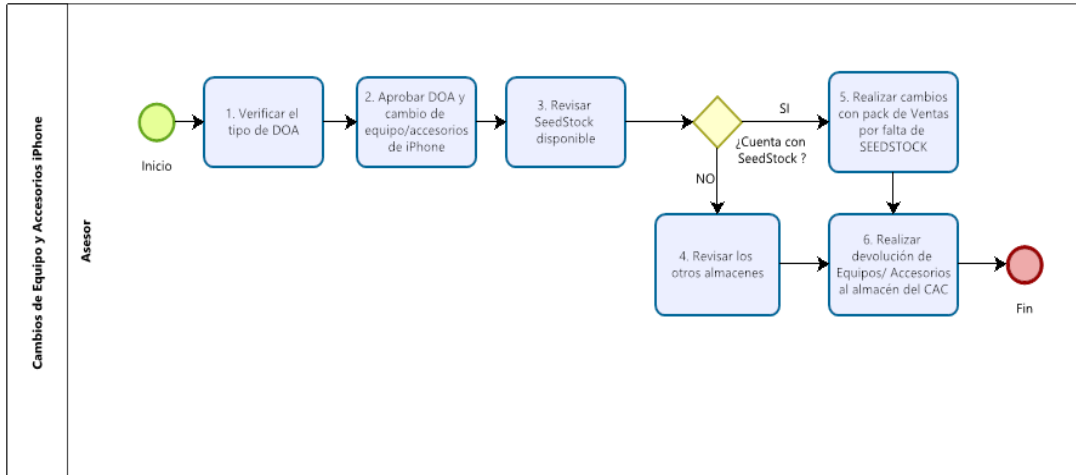 Cambios de Equipo y Accesorios iPhone
Asesor
Inicio
1. Verificar el
tipo de DOA
2. Aprobar DOA y
cambio de
equipo/accesorios
de iPhone
3. Revisar
SeedStock
disponible
SI
¿Cuenta con
SeedStock ?
NO
5. Realizar cambios
con pack de Ventas
por falta de
SEEDSTOCK
4. Revisar los
otros almacenes
6. Realizar
devolución de
Equipos/ Accesorios
al almacén del CAC
Fin